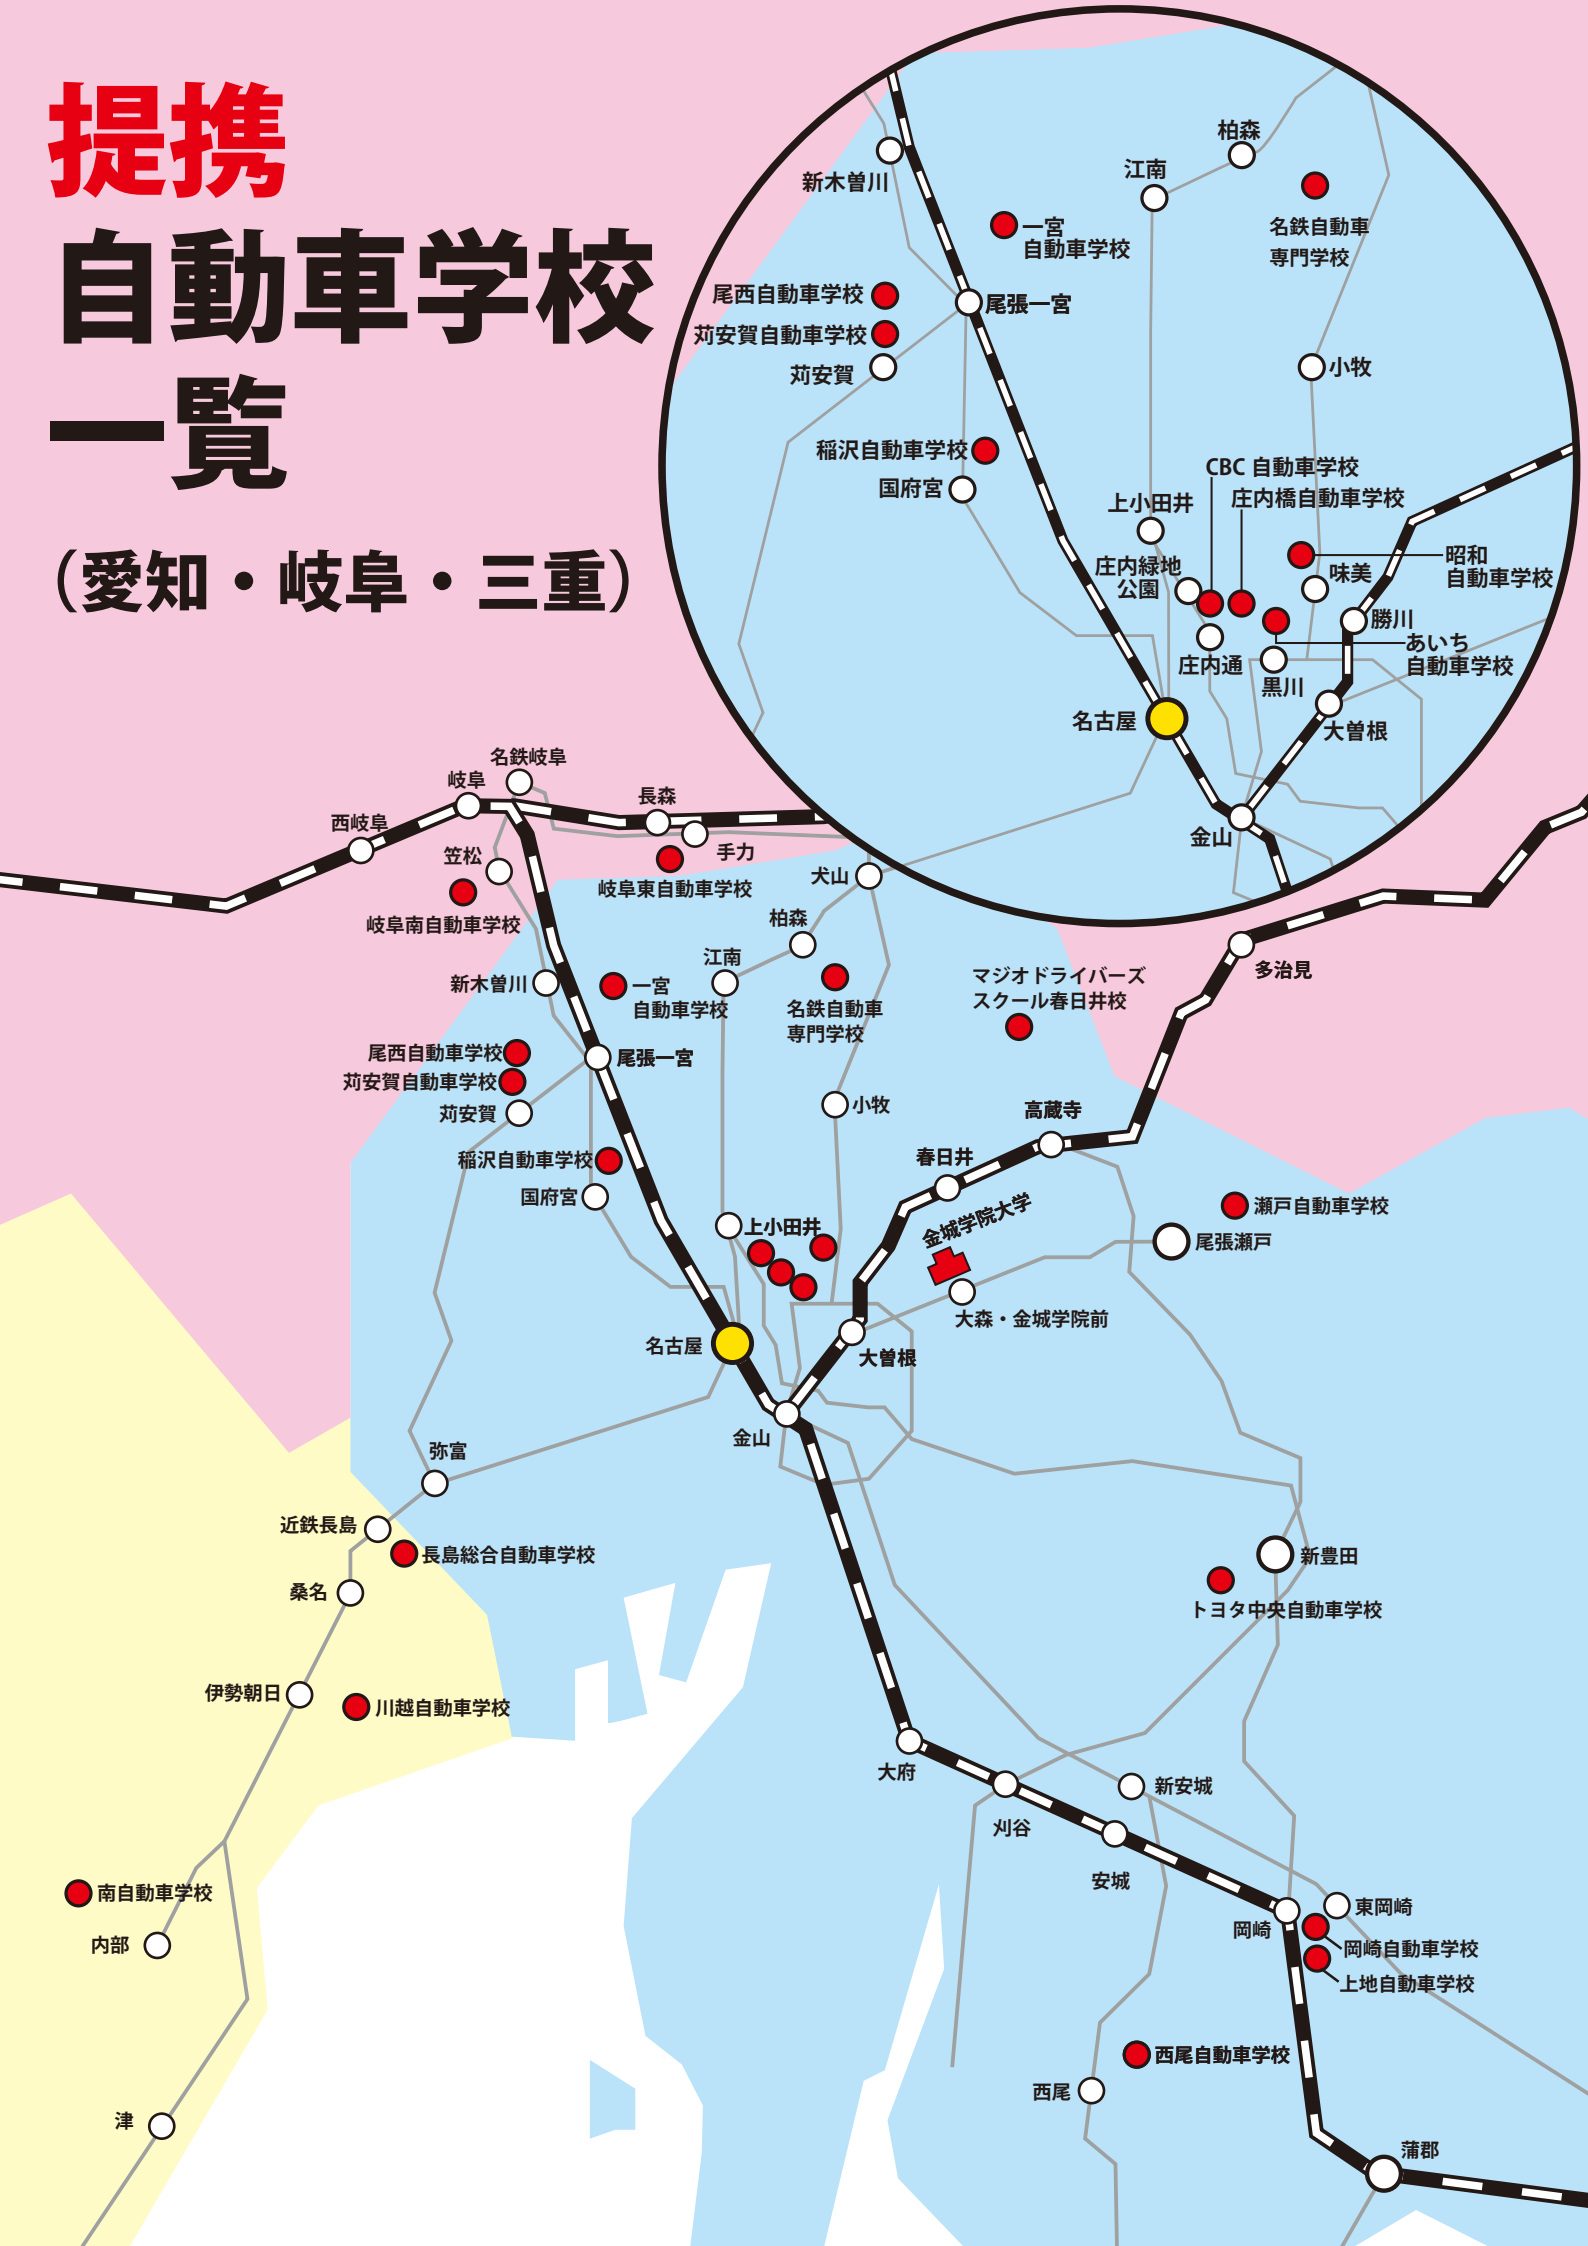 提携
自動車学校
一覧
（愛知・岐阜・三重）
柏森
江南
新木曽川
名鉄自動車
専門学校
一宮
自動車学校
尾西自動車学校
尾張一宮
苅安賀自動車学校
苅安賀
小牧
稲沢自動車学校
国府宮
CBC 自動車学校
庄内橋自動車学校
上小田井
昭和
自動車学校
庄内緑地
公園
味美
勝川
あいち
自動車学校
庄内通
黒川
名古屋
大曽根
金山
名鉄岐阜
岐阜
西岐阜
長森
笠松
手力
岐阜東自動車学校
岐阜南自動車学校
犬山
柏森
江南
新木曽川
一宮
自動車学校
名鉄自動車
専門学校
マジオドライバーズ
スクール春日井校
多治見
尾西自動車学校
尾張一宮
苅安賀自動車学校
苅安賀
小牧
高蔵寺
稲沢自動車学校
春日井
国府宮
金城学院大学
瀬戸自動車学校
上小田井
尾張瀬戸
大森・金城学院前
名古屋
大曽根
金山
弥富
近鉄長島
長島総合自動車学校
新豊田
桑名
トヨタ中央自動車学校
伊勢朝日
川越自動車学校
大府
新安城
刈谷
安城
南自動車学校
東岡崎
岡崎
内部
岡崎自動車学校
上地自動車学校
西尾自動車学校
西尾
津
蒲郡